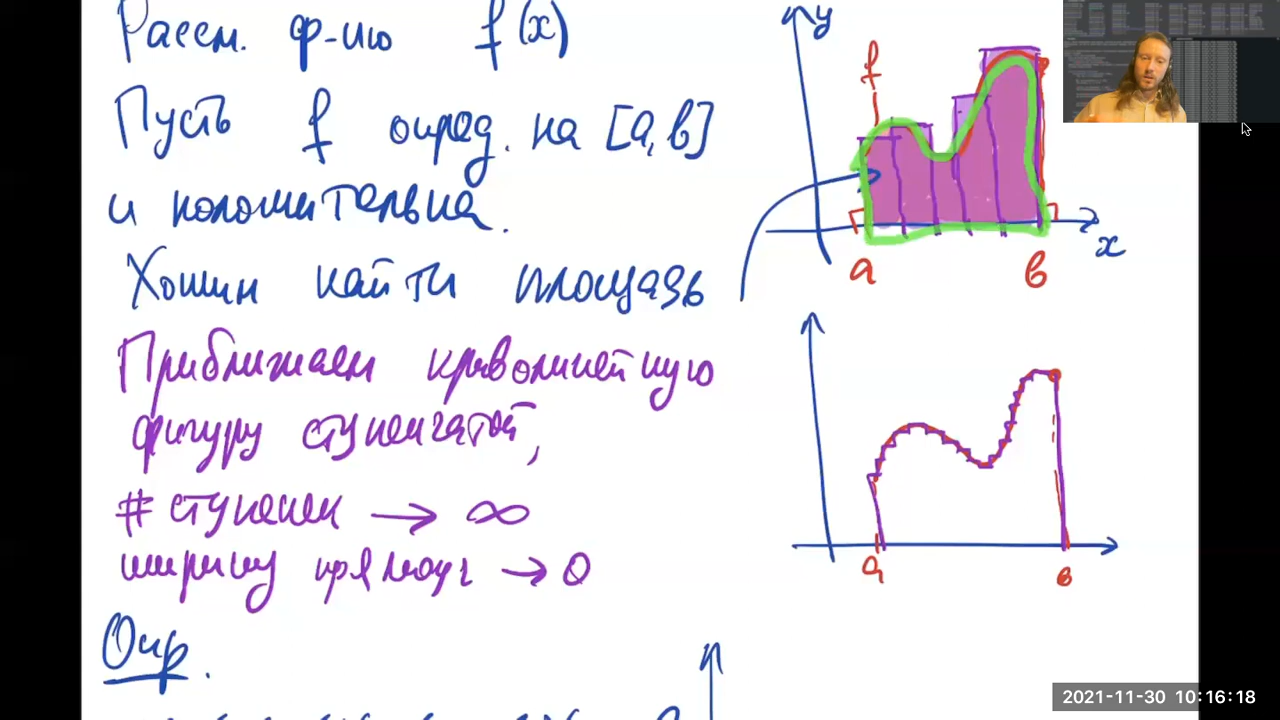 Рассм. ф-ию f(x)
Пусть f опред. на [a,b]
и положительна.
Хотим найти площадь
Приближаем криволинейную
фигуру ступенчатой,
# ступенек → ∞
ширину прямоуг → 0
Опр.
y
f
a
b
x
a
b
2021-11-30 10:16:18